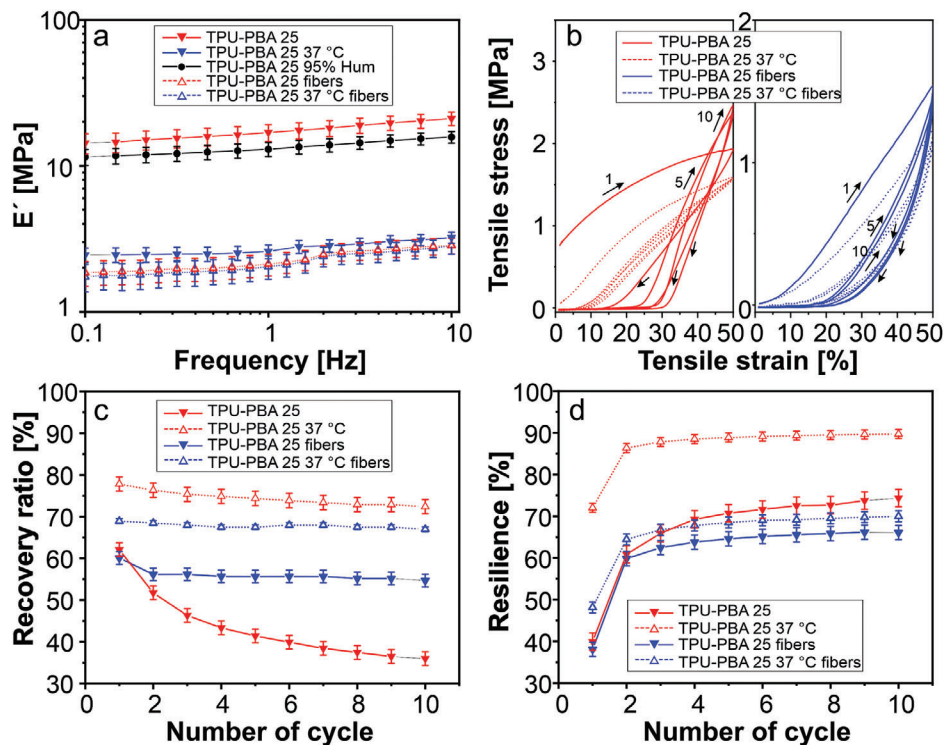 a
TPU-PBA 25
TPU-PBA 25 37 °C
TPU-PBA 25 95% Hum
TPU-PBA 25 fibers
TPU-PBA 25 37 °C fibers
E´ [MPa]
100
10
1
0.1 1 10
Frequency [Hz]
b
TPU-PBA 25
TPU-PBA 25 37 °C
TPU-PBA 25 fibers
TPU-PBA 25 37 °C fibers
Tensile stress [MPa]
3
2
1
0
2
1
0
1
5
10
1
5
10
0 10 20 30 40 50
0 10 20 30 40 50
Tensile strain [%]
c
TPU-PBA 25
TPU-PBA 25 37 °C
TPU-PBA 25 fibers
TPU-PBA 25 37 °C fibers
Recovery ratio [%]
100
90
80
70
60
50
40
30
0 2 4 6 8 10
Number of cycle
d
TPU-PBA 25
TPU-PBA 25 37 °C
TPU-PBA 25 fibers
TPU-PBA 25 37 °C fibers
Resilience [%]
100
90
80
70
60
50
40
30
0 2 4 6 8 10
Number of cycle